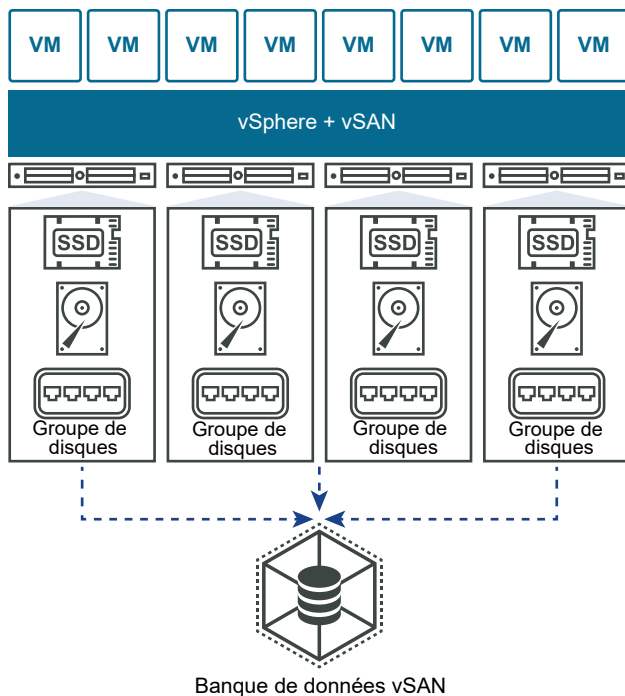 VM VM VM VM VM VM VM VM
vSphere + vSAN
SSD SSD SSD SSD
Groupe de Groupe de Groupe de Groupe de
disques disques disques disques
Banque de données vSAN